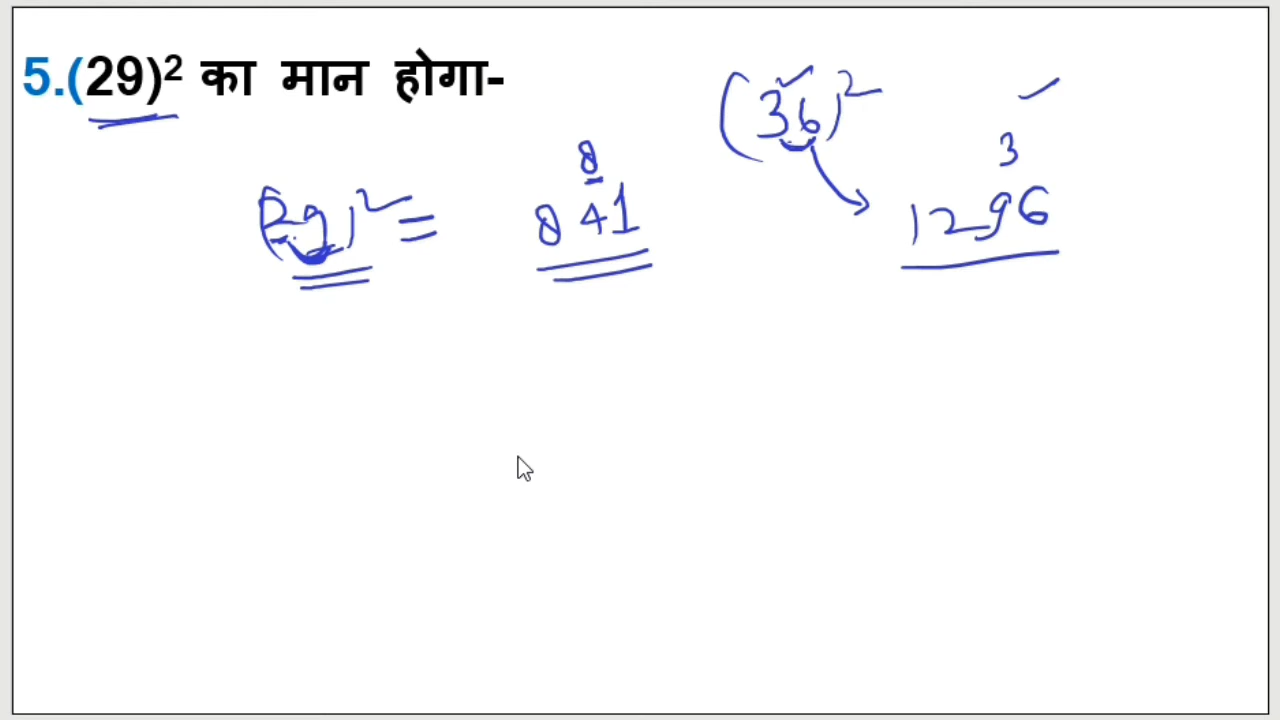 5.(29)² का मान होगा-
(36)²
8
3
(29)² = 841
1296